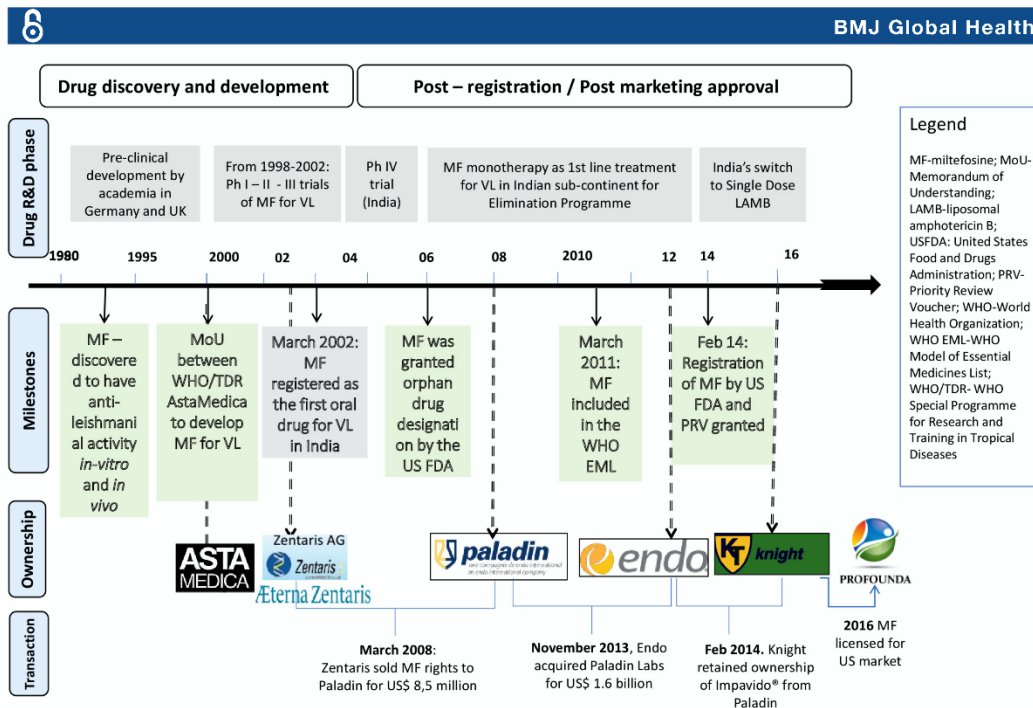 BMJ Global Health
Drug discovery and development
Post – registration / Post marketing approval
Drug R&D phase
Pre-clinical
development by
academia in
Germany and UK
From 1998-2002:
Ph I – II - III trials
of MF for VL
Ph IV
trial
(India)
MF monotherapy as 1st line treatment
for VL in Indian sub-continent for
Elimination Programme
India's switch
to Single Dose
LAMB
1995
2000
02
04
06
08
2010
12
14
16
Milestones
MF –
discovere
d to have
anti-
leishmani
al activity
in-vitro
and in
vivo
MoU
between
WHO/TDR
AstaMedica
to develop
MF for VL
March 2002:
MF
registered as
the first oral
drug for VL
in India
MF was
granted
orphan
drug
designati
on by the
US FDA
March
2011:
MF
included
in the
WHO
EML
Feb 14:
Registration
of MF by US
FDA and
PRV granted
Ownership
ASTA
MEDICA
Zentaris AG
Zentaris
Æterna Zentaris
paladin
une compagnie de endo international
an endo international company
endo
KT knight
PROFOUNDA
Transaction
March 2008:
Zentaris sold MF rights to
Paladin for US$ 8,5 million
November 2013, Endo
acquired Paladin Labs
for US$ 1.6 billion
Feb 2014. Knight
retained ownership
of Impavido® from
Paladin
2016 MF
licensed for
US market
Legend
MF-miltefosine; MoU-
Memorandum of
Understanding;
LAMB-liposomal
amphotericin B;
USFDA: United States
Food and Drugs
Administration; PRV-
Priority Review
Voucher; WHO-World
Health Organization;
WHO EML-WHO
Model of Essential
Medicines List;
WHO/TDR- WHO
Special Programme
for Research and
Training in Tropical
Diseases